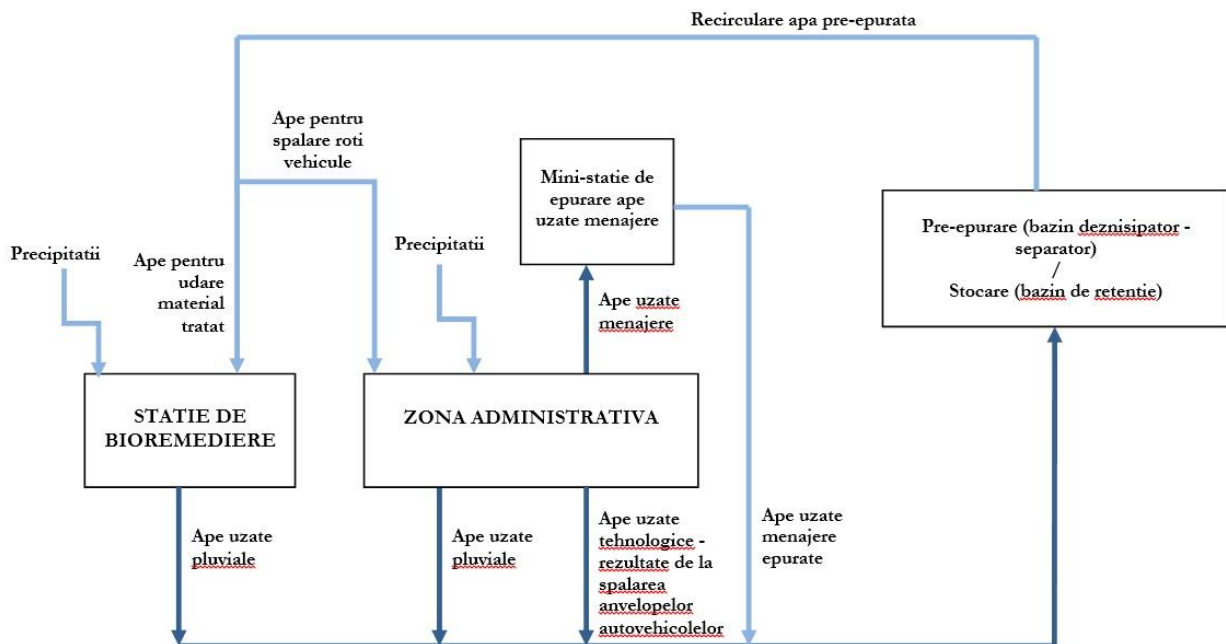 Recirculare apa pre-epurata
Ape pentru
spalare roti
vehicule
Mini-statie de
epurare ape
uzate menajere
Pre-epurare (bazin deznisipator -
separator)
/
Stocare (bazin de retentie)
Precipitatii
Ape pentru
udare
material
tratat
Precipitatii
Ape uzate
menajere
STATIE DE
BIOREMEDIERE
ZONA ADMINISTRATIVA
Ape uzate
pluviale
Ape uzate
pluviale
Ape uzate
tehnologice -
rezultate de la
spalarea
anvelopelor
autovehicolelor
Ape uzate
menajere
epurate